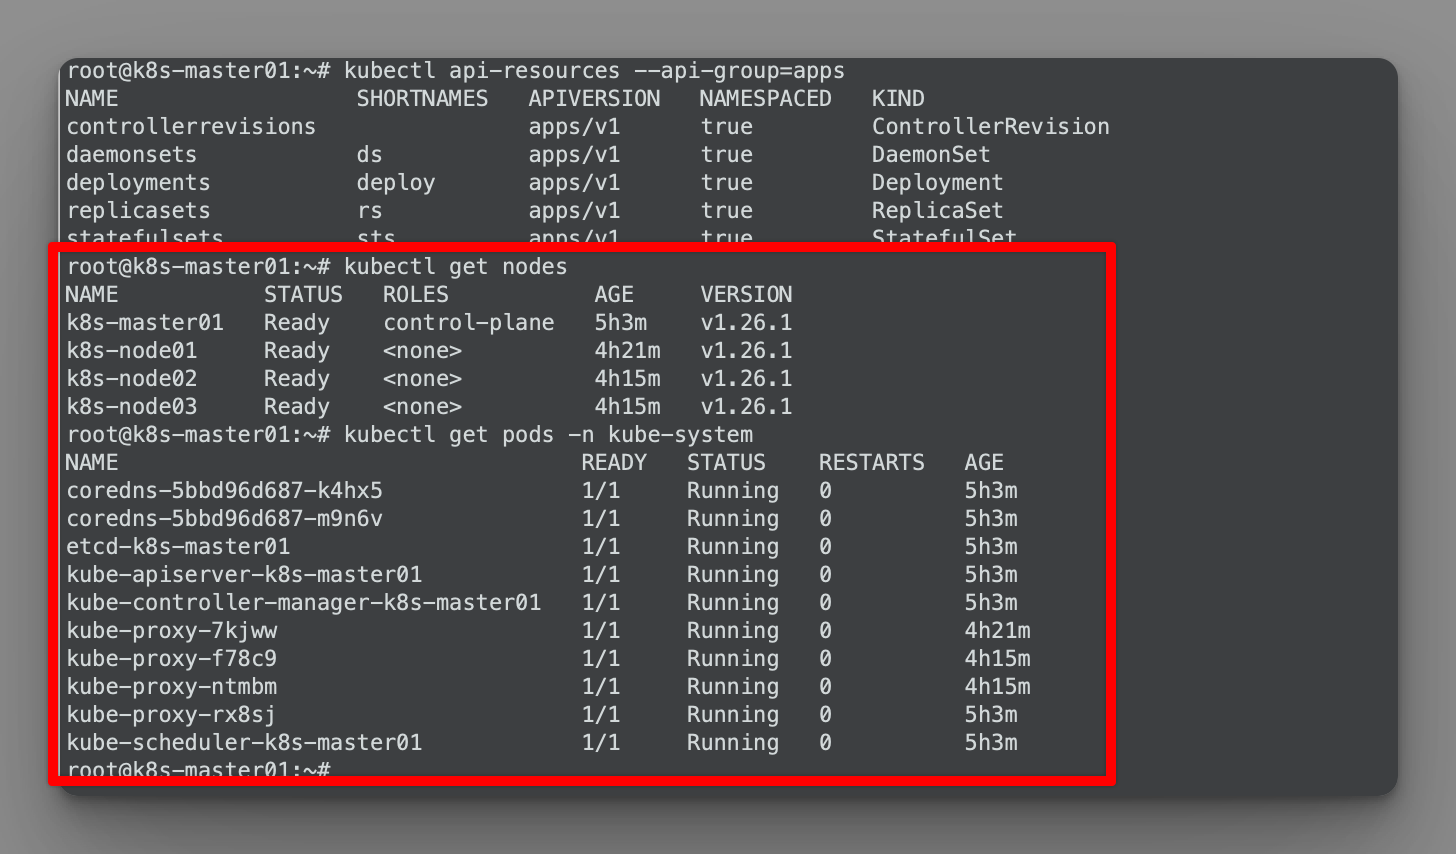 root@k8s-master01:~# kubectl api-resources --api-group=apps
NAME                  SHORTNAMES   APIVERSION   NAMESPACED   KIND
controllerrevisions                apps/v1      true         ControllerRevision
daemonsets            ds           apps/v1      true         DaemonSet
deployments           deploy       apps/v1      true         Deployment
replicasets           rs           apps/v1      true         ReplicaSet
statefulsets          sts          apps/v1      true         StatefulSet
root@k8s-master01:~# kubectl get nodes
NAME           STATUS   ROLES           AGE     VERSION
k8s-master01   Ready    control-plane   5h3m    v1.26.1
k8s-node01     Ready    <none>          4h21m   v1.26.1
k8s-node02     Ready    <none>          4h15m   v1.26.1
k8s-node03     Ready    <none>          4h15m   v1.26.1
root@k8s-master01:~# kubectl get pods -n kube-system
NAME                                   READY   STATUS    RESTARTS   AGE
coredns-5bbd96d687-k4hx5               1/1     Running   0          5h3m
coredns-5bbd96d687-m9n6v               1/1     Running   0          5h3m
etcd-k8s-master01                      1/1     Running   0          5h3m
kube-apiserver-k8s-master01            1/1     Running   0          5h3m
kube-controller-manager-k8s-master01   1/1     Running   0          5h3m
kube-proxy-7kjww                       1/1     Running   0          4h21m
kube-proxy-f78c9                       1/1     Running   0          4h15m
kube-proxy-ntmbm                       1/1     Running   0          4h15m
kube-proxy-rx8sj                       1/1     Running   0          5h3m
kube-scheduler-k8s-master01            1/1     Running   0          5h3m
root@k8s-master01:~#